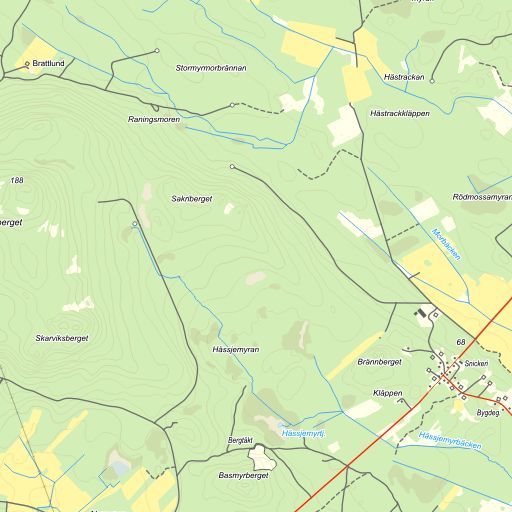 Brattlund
Stormyrmorbrännan
Hästrackan
Raningsmoren
Hästrackkläppen
188
Saknberget
Rödmossamyran
berget
Morbäcken
Skarviksberget
68
Hässjemyran
Brännberget
Snicken
Kläppen
Bygdeg
Hässjemyrtj.
Bergtäkt
Hässjemyrbäcken
Basmyrberget